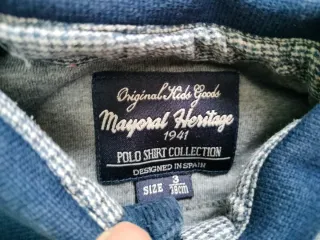 Original Kids Goods
Mayoral Heritage
1941
POLO SHIRT COLLECTION
DESIGNED IN SPAIN
SIZE 3
98cm